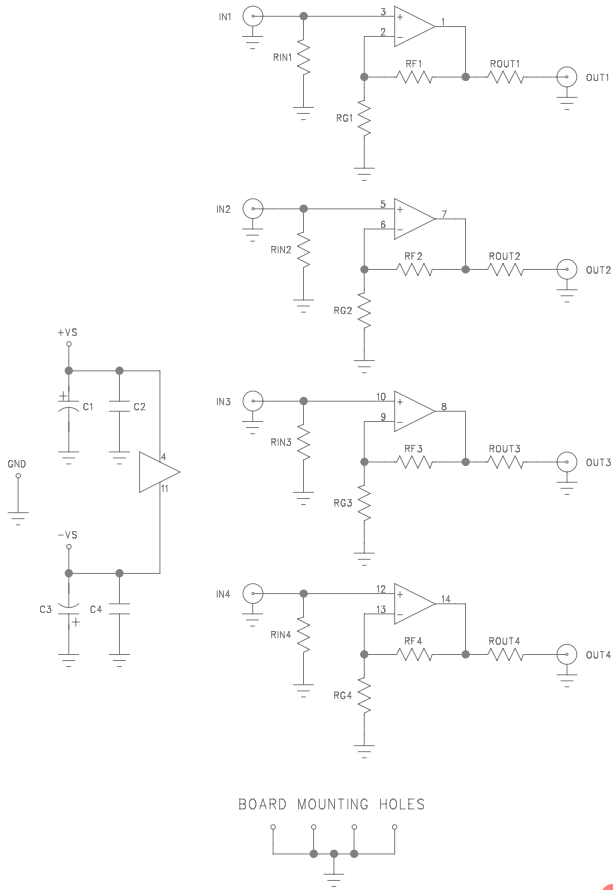 IN1
3
+
1
2
−
RIN1
RF1
ROUT1
OUT1
RG1
IN2
5
+
7
6
−
RIN2
RF2
ROUT2
OUT2
RG2
+VS
+
C1
C2
4
11
GND
−VS
C3
+
C4
IN3
10
+
8
9
−
RIN3
RF3
ROUT3
OUT3
RG3
IN4
12
+
14
13
−
RIN4
RF4
ROUT4
OUT4
RG4
BOARD MOUNTING HOLES